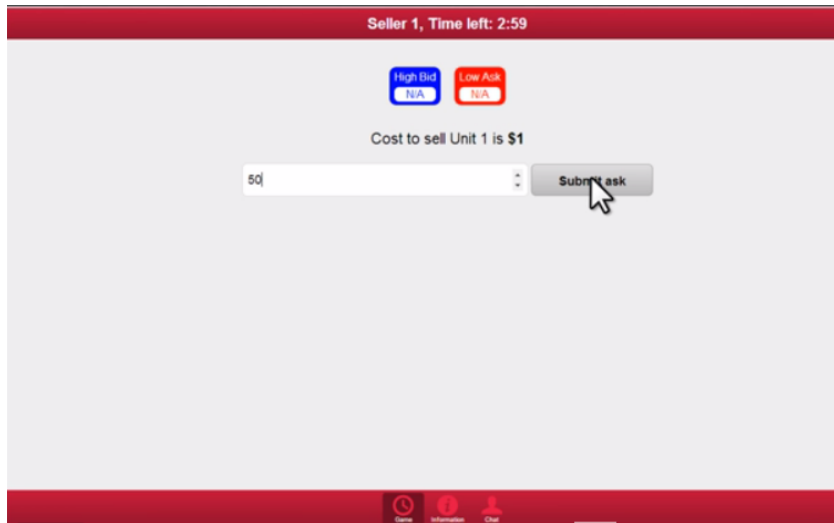 Seller 1, Time left: 2:59
High Bid Low Ask
N/A N/A
Cost to sell Unit 1 is $1
50 Submit ask
Game Information Chat